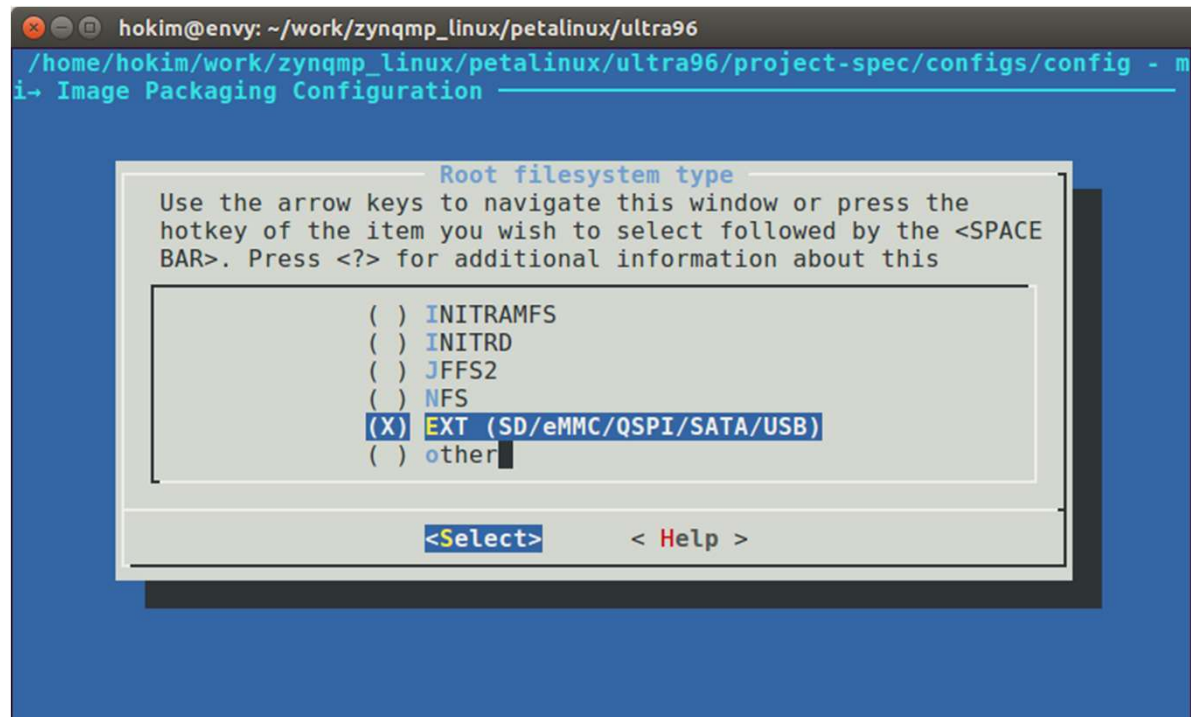 hokim@envy: ~/work/zynqmp_linux/petalinux/ultra96
/home/hokim/work/zynqmp_linux/petalinux/ultra96/project-spec/configs/config - m
i→ Image Packaging Configuration
Root filesystem type
Use the arrow keys to navigate this window or press the
hotkey of the item you wish to select followed by the <SPACE
BAR>. Press <?> for additional information about this
( ) INITRAMFS
( ) INITRD
( ) JFFS2
( ) NFS
(X) EXT (SD/eMMC/QSPI/SATA/USB)
( ) other
<Select> < Help >